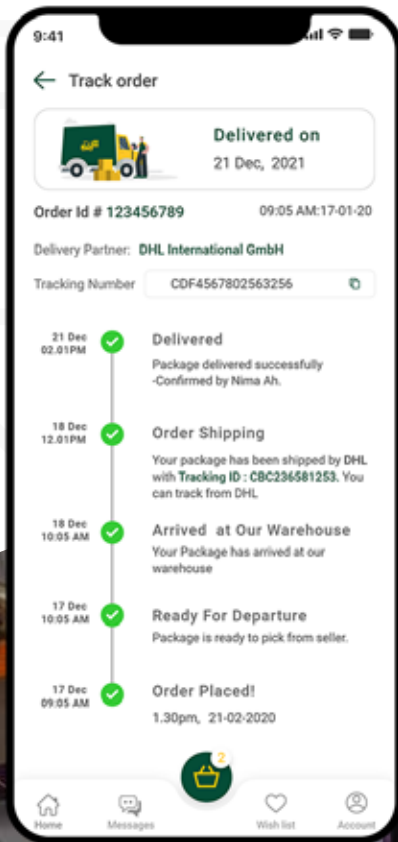 9:41
Track order
Delivered on
21 Dec, 2021
Order Id # 123456789 09:05 AM:17-01-20
Delivery Partner: DHL International GmbH
Tracking Number CDF4567802563256
21 Dec
02.01PM
Delivered
Package delivered successfully
-Confirmed by Nima Ah.
18 Dec
12.01PM
Order Shipping
Your package has been shipped by DHL
with Tracking ID : CBC236581253. You
can track from DHL
18 Dec
10:05 AM
Arrived at Our Warehouse
Your Package has arrived at our
warehouse
17 Dec
10:05 AM
Ready For Departure
Package is ready to pick from seller.
17 Dec
09:05 AM
Order Placed!
1.30pm, 21-02-2020
2
Home Messages Wish list Account